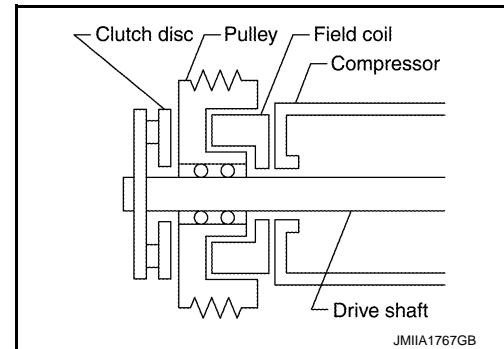 Clutch disc
Pulley
Field coil
Compressor
Drive shaft
JMIIA1767GB